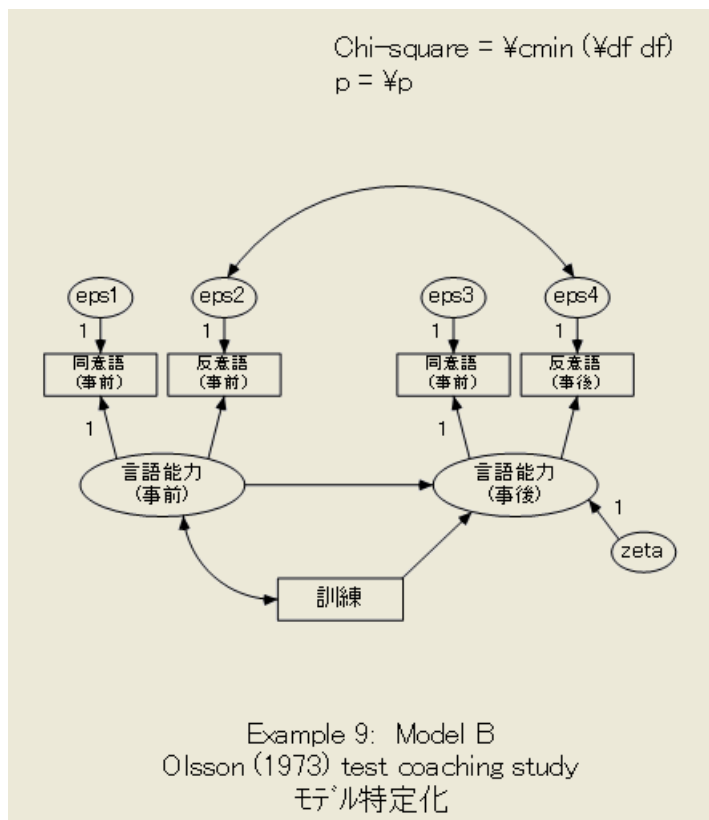 Chi-square = ¥cmin (¥df df)
p = ¥p
eps1
eps2
eps3
eps4
1
1
1
1
同意語
(事前)
反意語
(事前)
同意語
(事前)
反意語
(事後)
1
1
言語能力
(事前)
言語能力
(事後)
1
zeta
訓練
Example 9: Model B
Olsson (1973) test coaching study
モデル特定化